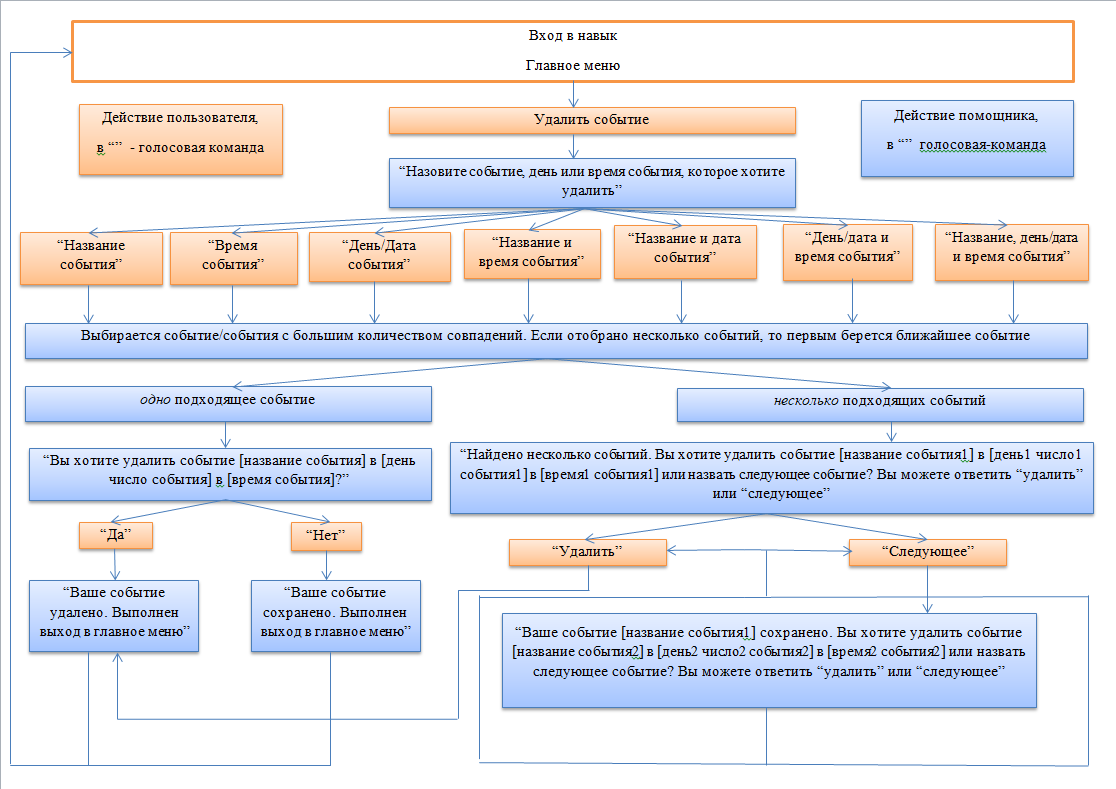 Вход в навык
Главное меню
Действие пользователя,
в “” - голосовая команда
Удалить событие
Действие помощника,
в “” голосовая-команда
“Назовите событие, день или время события, которое хотите
удалить”
“Название
события”
“Время
события”
“День/Дата
События”
“Название и
время события”
“Название и дата
события”
“День/дата и
время события”
“Название, день/дата
и время события”
Выбирается событие/события с большим количеством совпадений. Если отобрано несколько событий, то первым берется ближайшее событие
одно подходящее событие
несколько подходящих событий
“Вы хотите удалить событие [название события] в [день
число события] в [время события]?”
“Найдено несколько событий. Вы хотите удалить событие [название события1] в [день1 число1
события1] в [время1 события1] или назвать следующее событие? Вы можете ответить “удалить”
или “следующее”
“Да”
“Нет”
“Удалить”
“Следующее”
“Ваше событие
удалено. Выполнен
выход в главное меню”
“Ваше событие
сохранено. Выполнен
выход в главное меню”
“Ваше событие [название события1] сохранено. Вы хотите удалить событие
[название события2] в [день2 число2 события2] в [время2 события2] или назвать
следующее событие? Вы можете ответить “удалить” или “следующее”